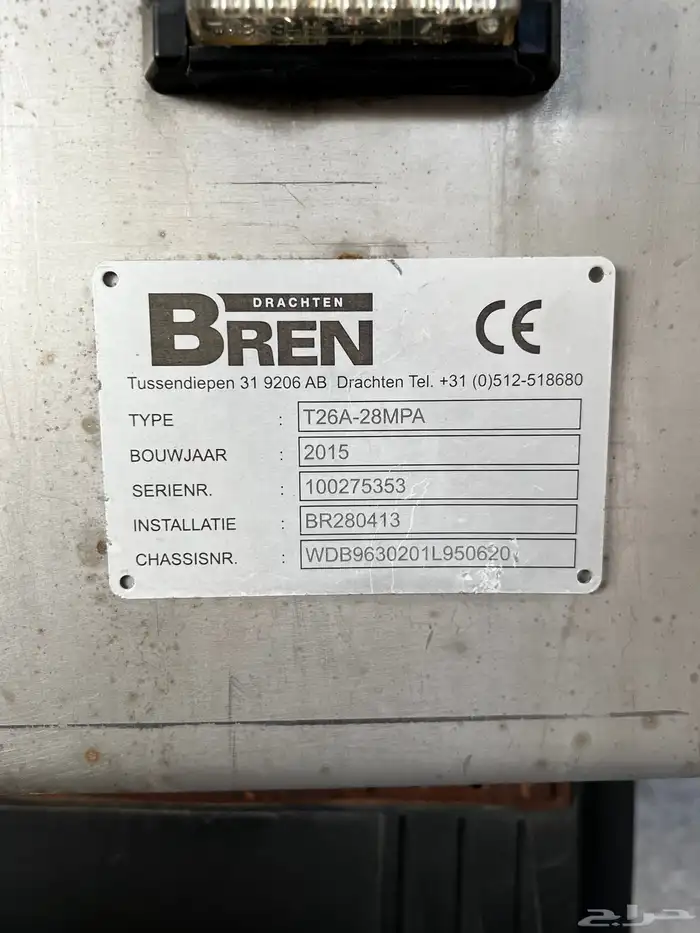 DRACHTEN
BREN
CE
Tussendiepen 31 9206 AB Drachten Tel. +31 (0)512-518680
TYPE : T26A-28MPA
BOUWJAAR : 2015
SERIENR. : 100275353
INSTALLATIE : BR280413
CHASSISNR. : WDB9630201L950620
حراج